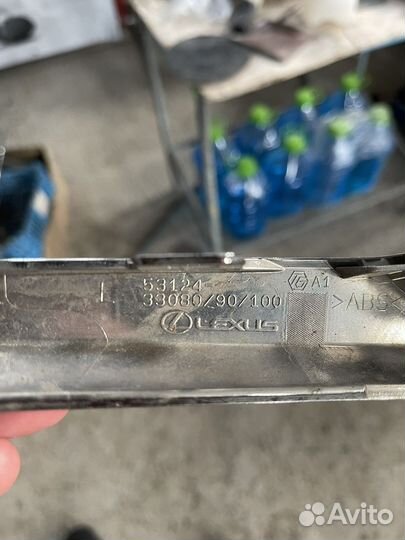 53124-
33080/90/100
A1
>ABS<
LEXUS
Avito